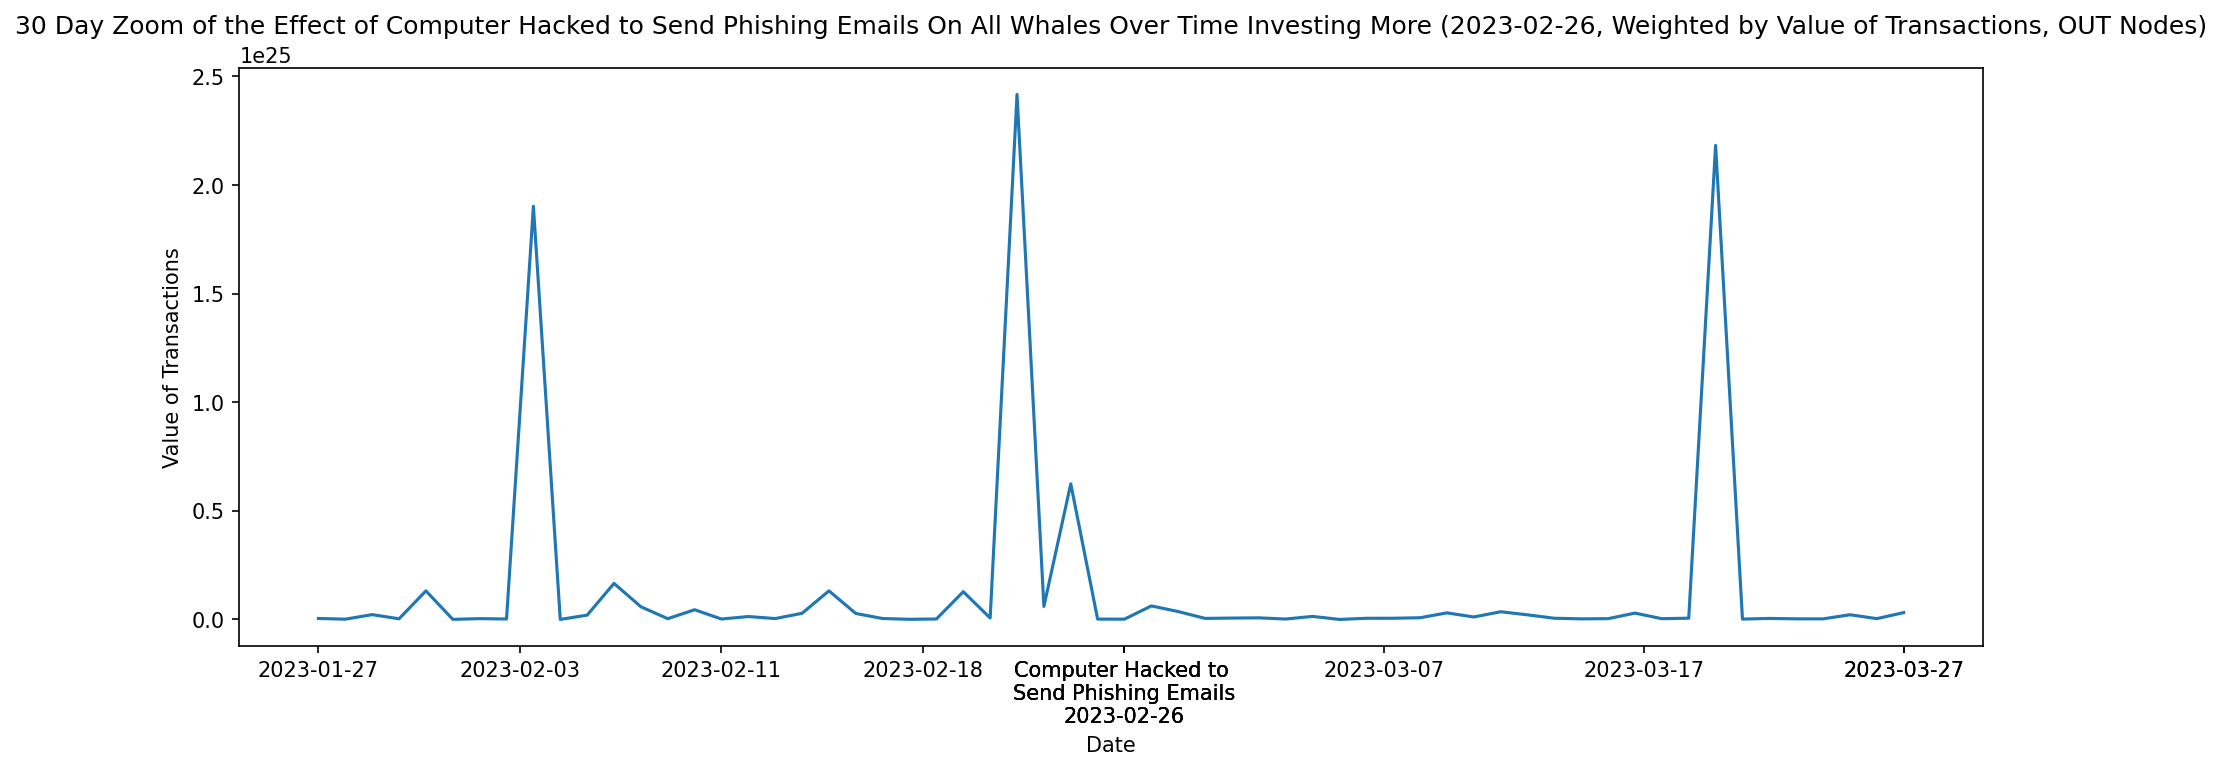 30 Day Zoom of the Effect of Computer Hacked to Send Phishing Emails On All Whales Over Time Investing More (2023-02-26, Weighted by Value of Transactions, OUT Nodes)
1e25
2.5
2.0
1.5
1.0
0.5
0.0
Value of Transactions
2023-01-27
2023-02-03
2023-02-11
2023-02-18
Computer Hacked to
Send Phishing Emails
2023-02-26
2023-03-07
2023-03-17
2023-03-27
Date